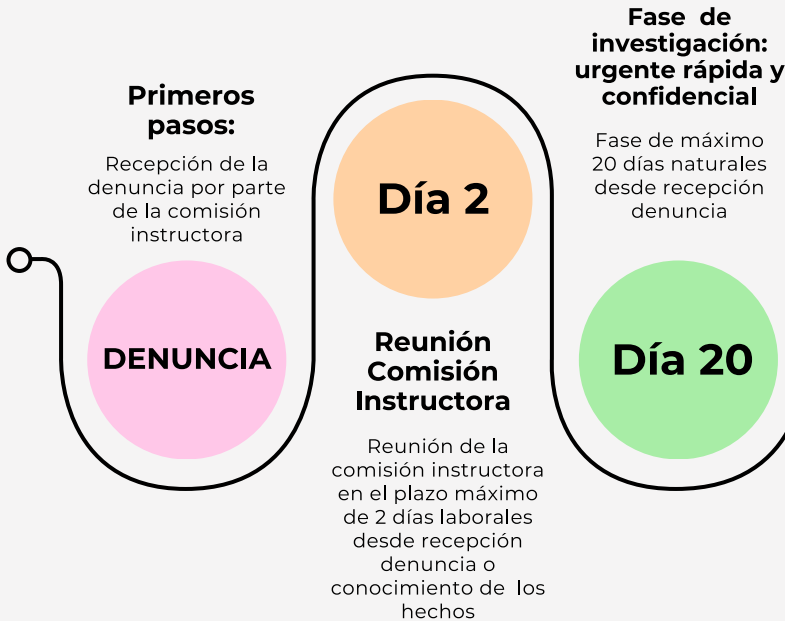 Primeros
pasos:
Recepción de la
denuncia por parte
de la comisión
instructora
DENUNCIA
Día 2
Reunión
Comisión
Instructora
Reunión de la
comisión instructora
en el plazo máximo
de 2 días laborales
desde recepción
denuncia o
conocimiento de los
hechos
Fase de
investigación:
urgente rápida y
confidencial
Fase de máximo
20 días naturales
desde recepción
denuncia
Día 20